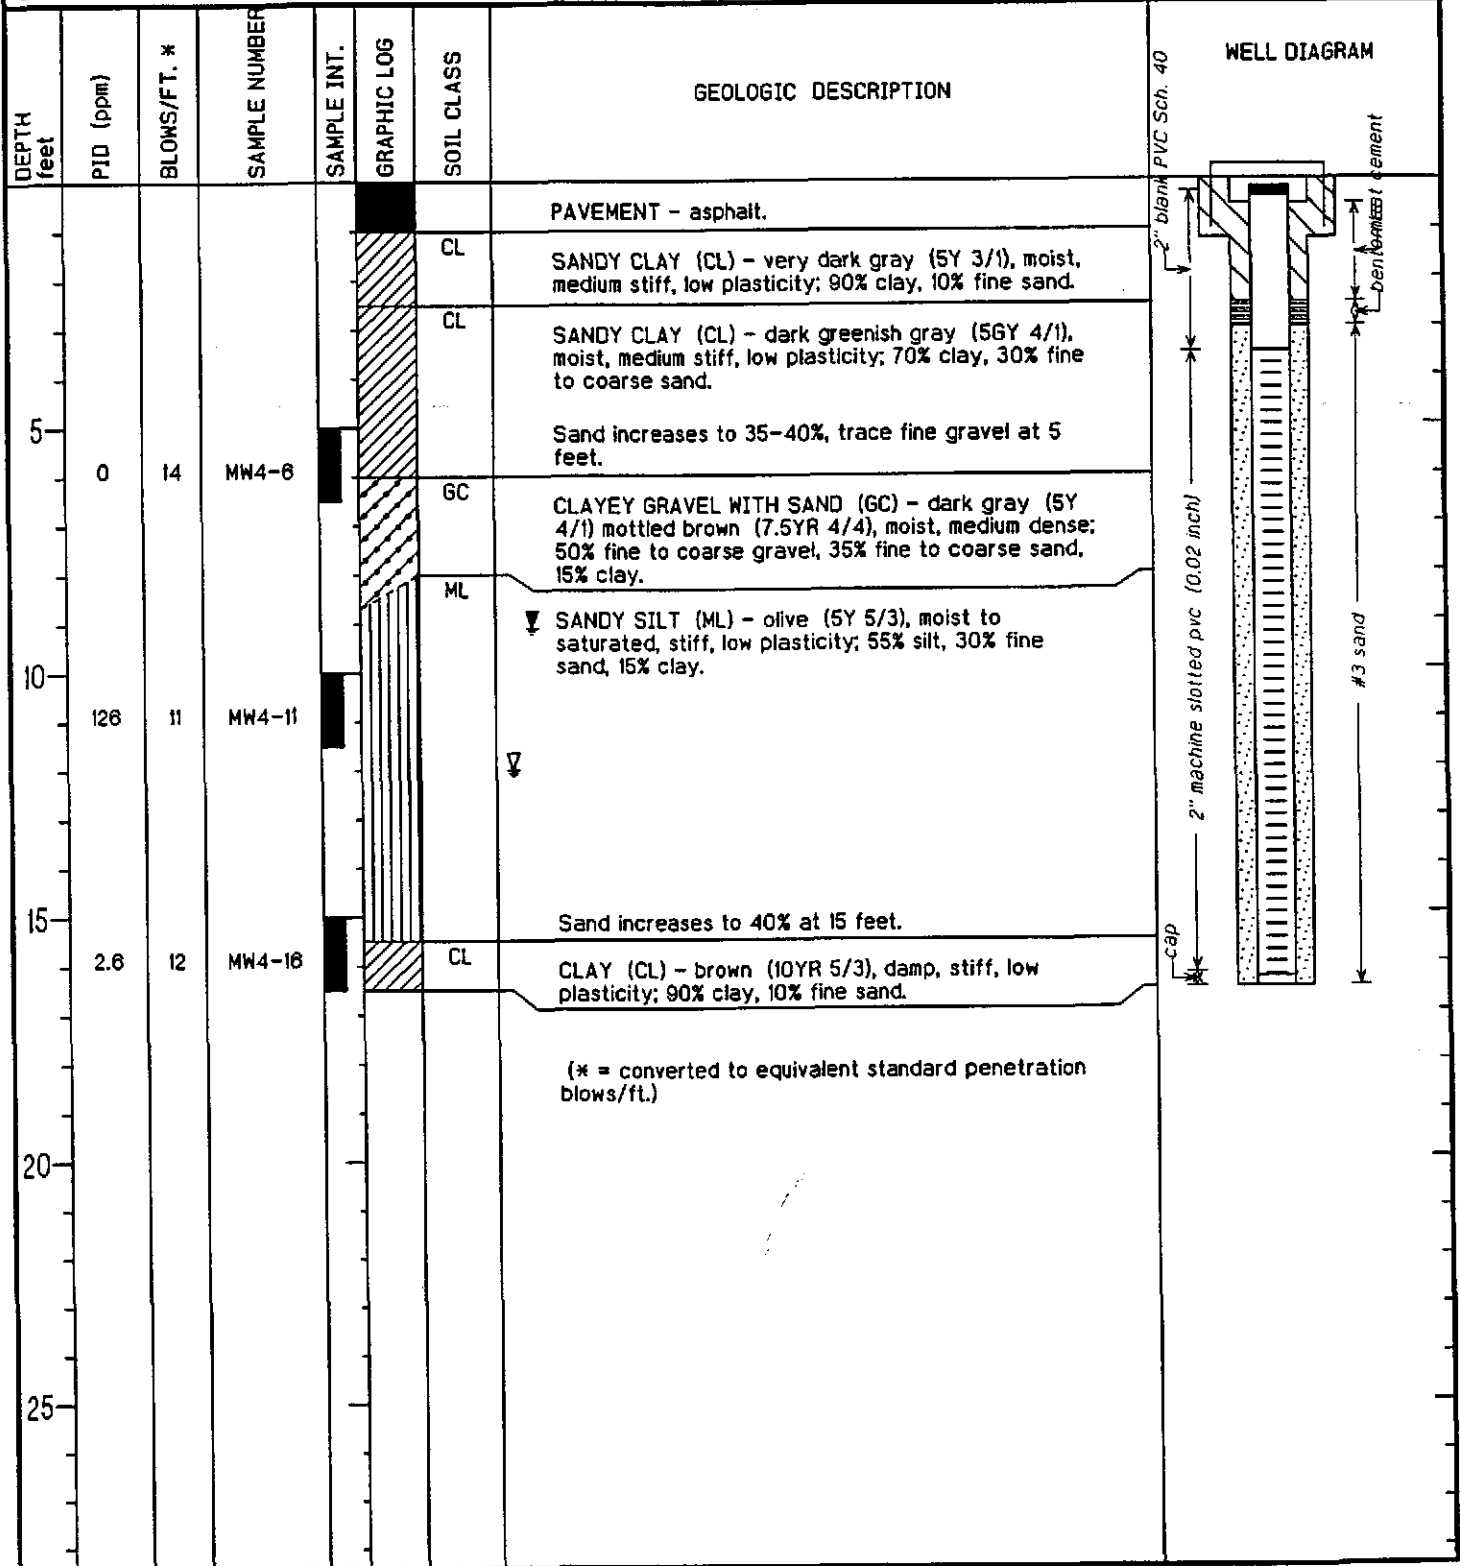 DEPTH
feet
PID (ppm)
BLOWS/FT. *
SAMPLE NUMBER
SAMPLE INT.
GRAPHIC LOG
SOIL CLASS
GEOLOGIC DESCRIPTION
WELL DIAGRAM
PAVEMENT - asphalt.
CL
SANDY CLAY (CL) - very dark gray (5Y 3/1), moist,
medium stiff, low plasticity; 90% clay, 10% fine sand.
CL
SANDY CLAY (CL) - dark greenish gray (5GY 4/1),
moist, medium stiff, low plasticity; 70% clay, 30% fine
to coarse sand.
5
Sand increases to 35-40%, trace fine gravel at 5
feet.
0
14
MW4-6
GC
CLAYEY GRAVEL WITH SAND (GC) - dark gray (5Y
4/1) mottled brown (7.5YR 4/4), moist, medium dense;
50% fine to coarse gravel, 35% fine to coarse sand,
15% clay.
ML
SANDY SILT (ML) - olive (5Y 5/3), moist to
saturated, stiff, low plasticity; 55% silt, 30% fine
sand, 15% clay.
10
126
11
MW4-11
15
Sand increases to 40% at 15 feet.
2.6
12
MW4-16
CL
CLAY (CL) - brown (10YR 5/3), damp, stiff, low
plasticity; 90% clay, 10% fine sand.
(* = converted to equivalent standard penetration
blows/ft.)
20
25
2" blank PVC Sch. 40
2" machine slotted pvc (0.02 inch)
cap
cement
#3 sand